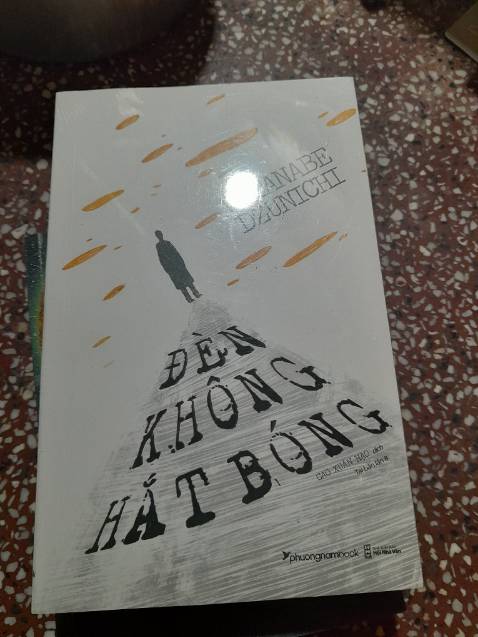 ANABE
DZUNICHI
ĐÈN
KHÔNG
HẮT BÓNG
CAO XUÂN HẠO dịch
phuongnambook